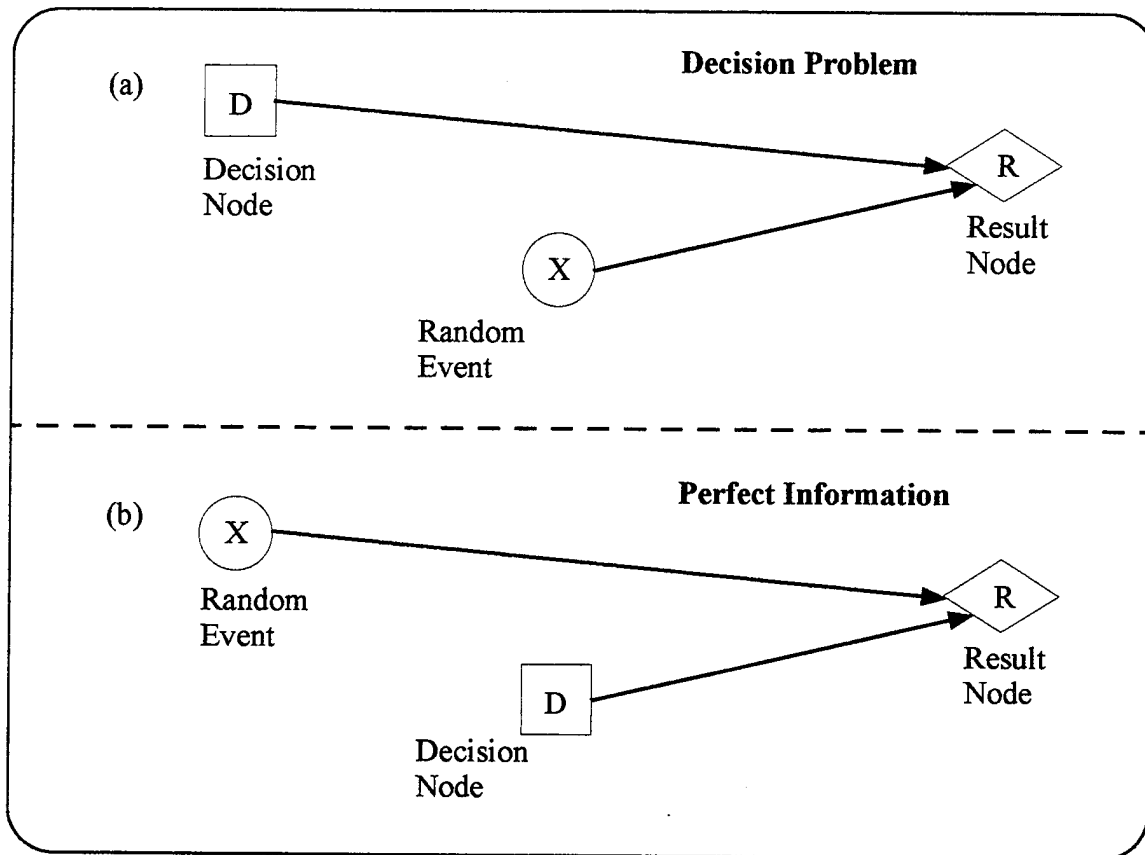 Decision Problem
(a)
D
R
Decision
Node
Result
Node
X
Random
Event
Perfect Information
(b)
X
R
Random
Event
Result
Node
D
Decision
Node